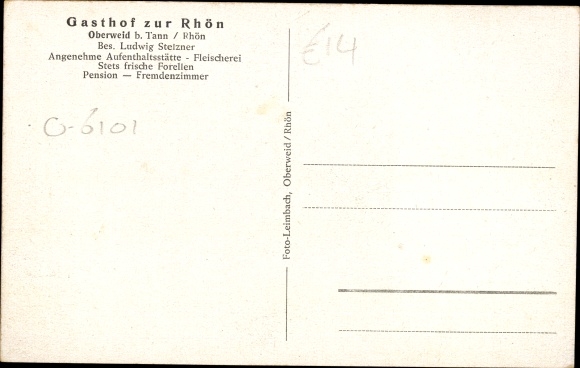 Gasthof zur Rhön
Oberweid b. Tann / Rhön
Bes. Ludwig Stelzner
Angenehme Aufenthaltsstätte - Fleischerei
Stets frische Forellen
Pension — Fremdenzimmer
O-6101
€14
Foto-Leimbach, Oberweid / Rhön